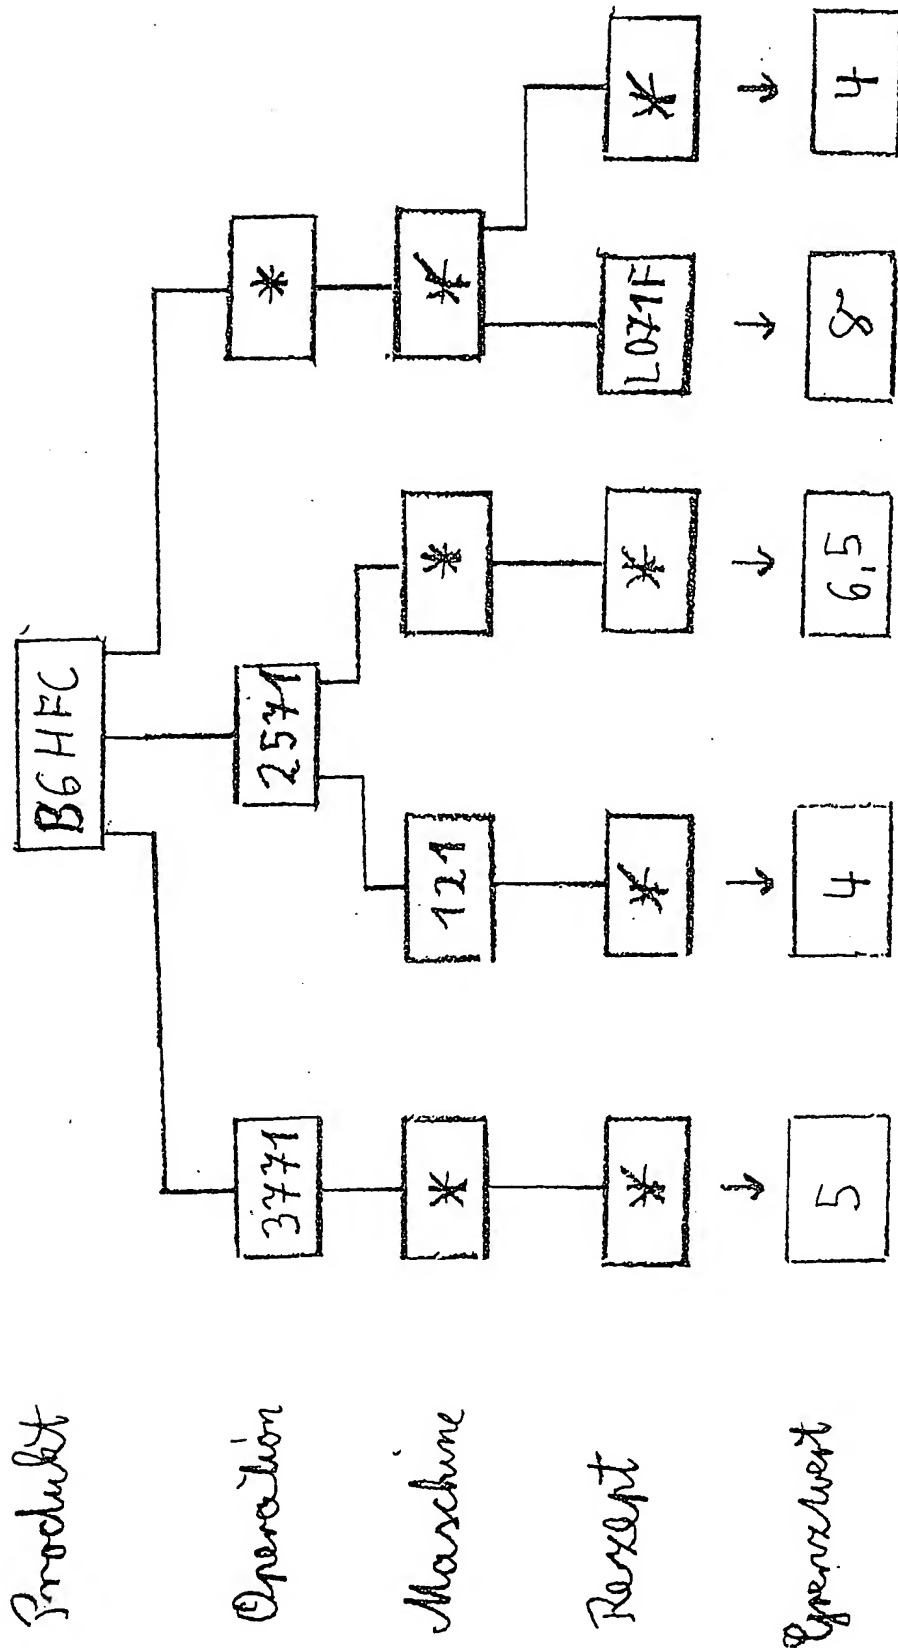 Produkt B6HFC
Operation 3771 2571 *
Maschine * 121 * *
Rezept * * * L071F *
↓ ↓ ↓ ↓ ↓
Grenzwert 5 4 6,5 8 4